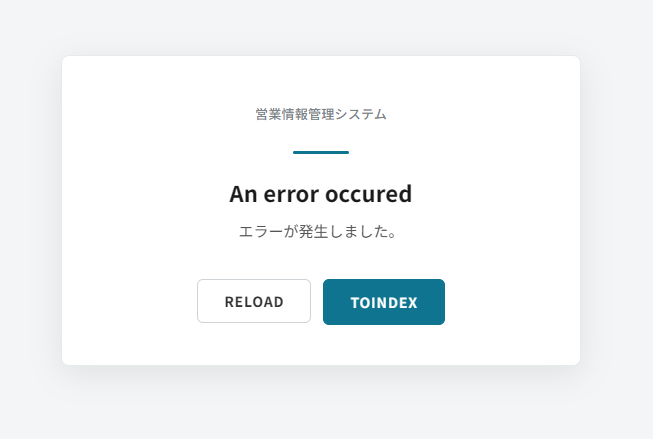 営業情報管理システム
An error occured
エラーが発生しました。
RELOAD
TOINDEX